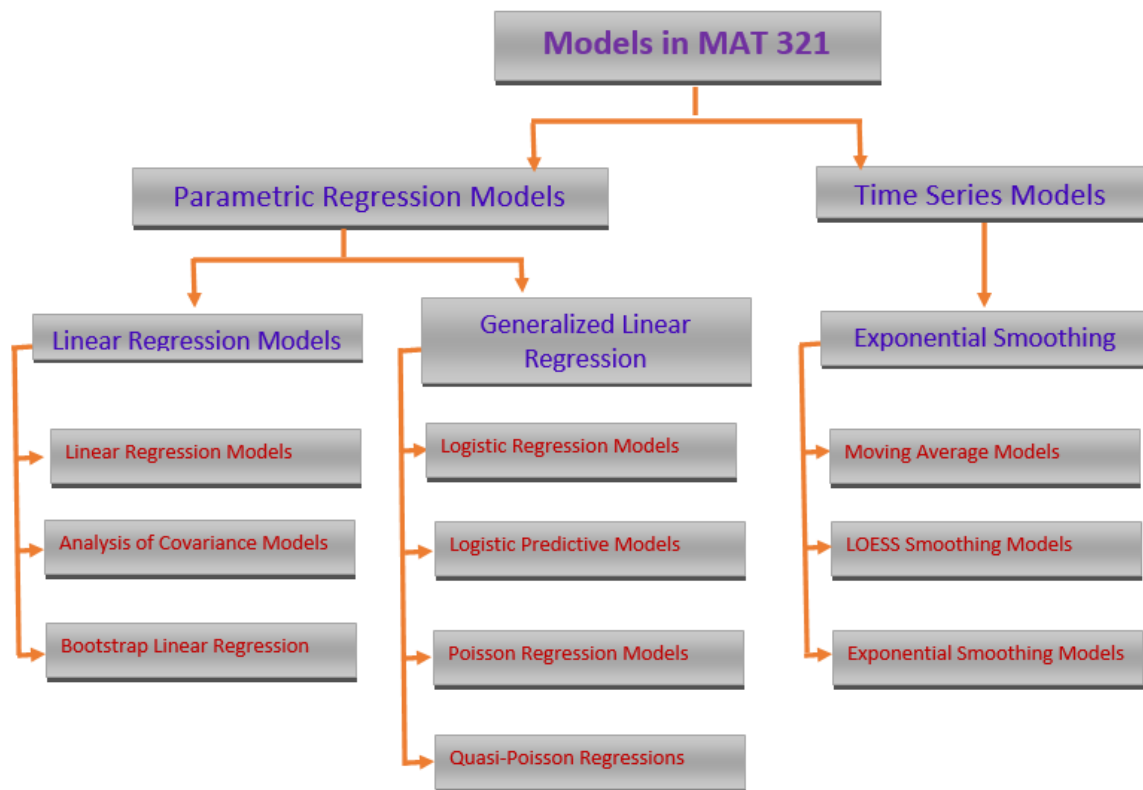 Models in MAT 321
Parametric Regression Models
Time Series Models
Linear Regression Models
Generalized Linear
Regression
Exponential Smoothing
Linear Regression Models
Analysis of Covariance Models
Bootstrap Linear Regression
Logistic Regression Models
Logistic Predictive Models
Poisson Regression Models
Quasi-Poisson Regressions
Moving Average Models
LOESS Smoothing Models
Exponential Smoothing Models